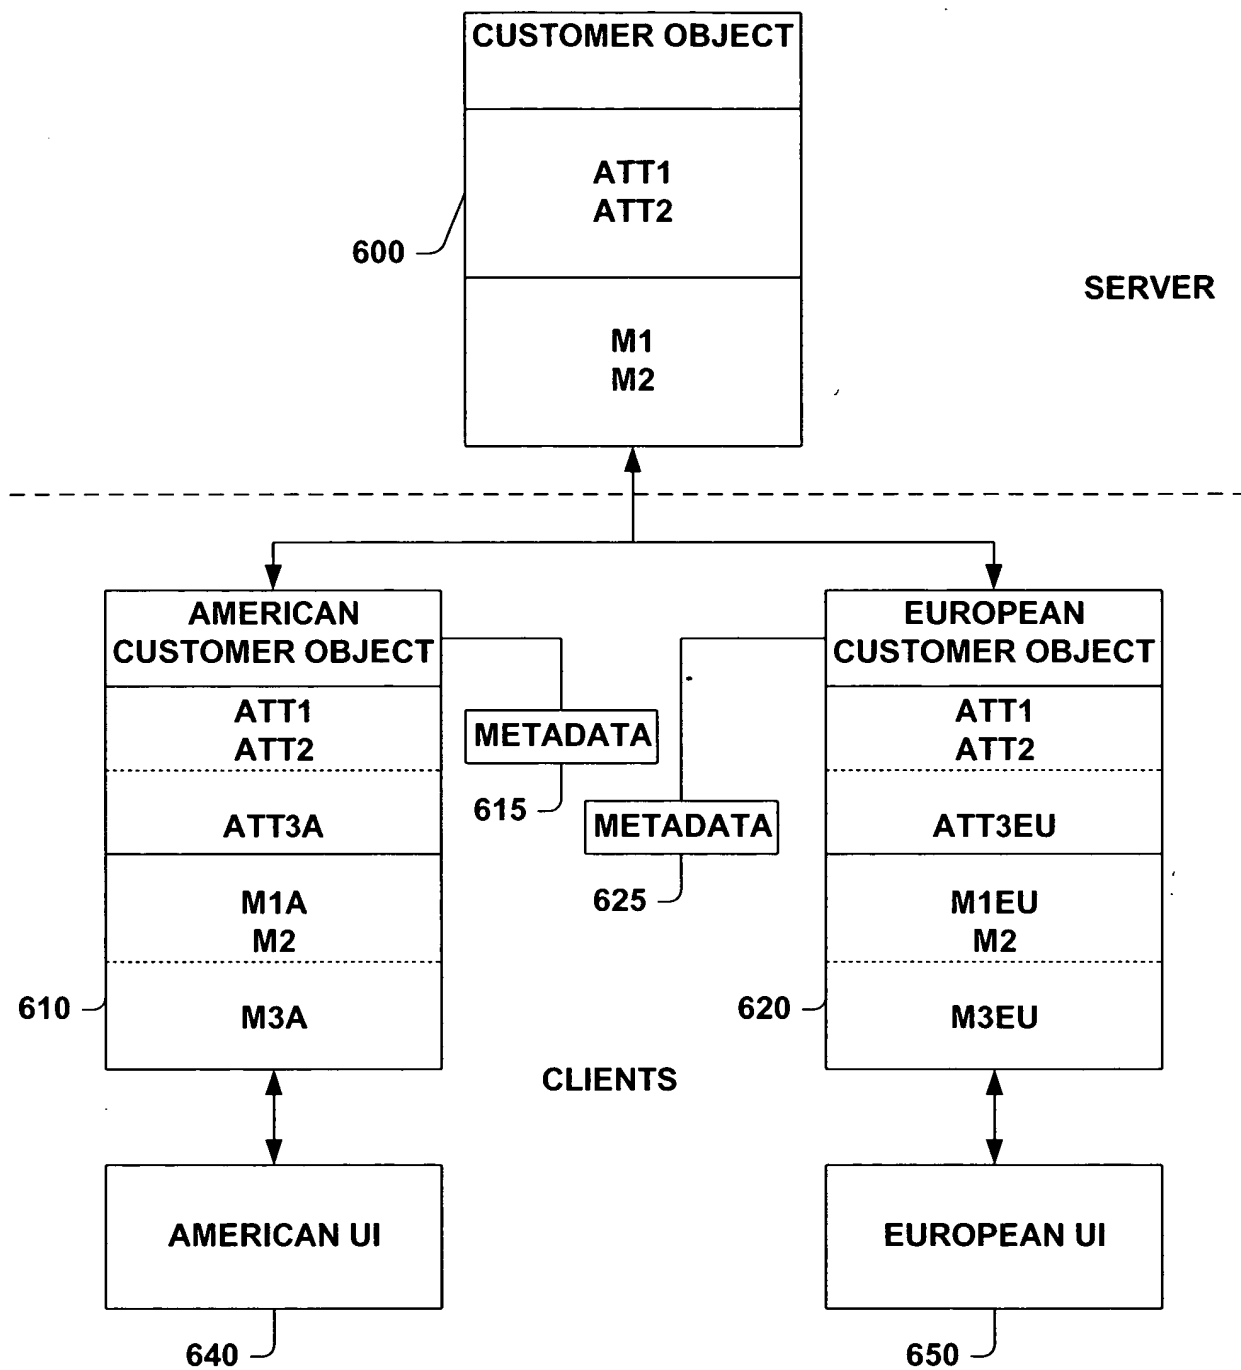 CUSTOMER OBJECT
ATT1
ATT2
600
SERVER
M1
M2
AMERICAN
CUSTOMER OBJECT
EUROPEAN
CUSTOMER OBJECT
ATT1
ATT2
METADATA
ATT1
ATT2
615
ATT3A
METADATA
ATT3EU
625
M1A
M2
M1EU
M2
610
M3A
620
M3EU
CLIENTS
AMERICAN UI
EUROPEAN UI
640
650